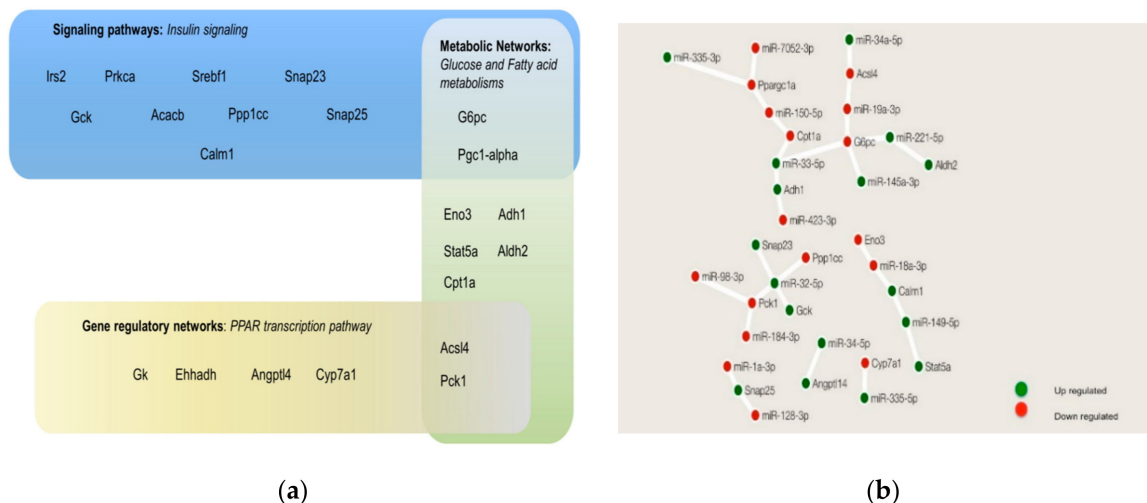 Signaling pathways: Insulin signaling
Metabolic Networks:
Glucose and Fatty acid
metabolisms
Irs2 Prkca Srebf1 Snap23
Gck Acacb Ppp1cc Snap25
Calm1
G6pc
Pgc1-alpha
Eno3 Adh1
Stat5a Aldh2
Cpt1a
Gene regulatory networks: PPAR transcription pathway
Gk Ehhadh Angptl4 Cyp7a1
Acsl4
Pck1
(a)
miR-34a-5p
miR-7052-3p
miR-335-3p
Acsl4
Ppargc1a
miR-19a-3p
miR-150-5p
Cpt1a
miR-221-5p
G6pc
miR-33-5p
Aldh2
miR-145a-3p
Adh1
miR-423-3p
Snap23
Eno3
Ppp1cc
miR-18a-3p
miR-98-3p
miR-32-5p
Calm1
Pck1
Gck
miR-149-5p
miR-184-3p
miR-34-5p
miR-1a-3p
Cyp7a1
Stat5a
Angptl14
Snap25
miR-335-5p
miR-128-3p
Up regulated
Down regulated
(b)